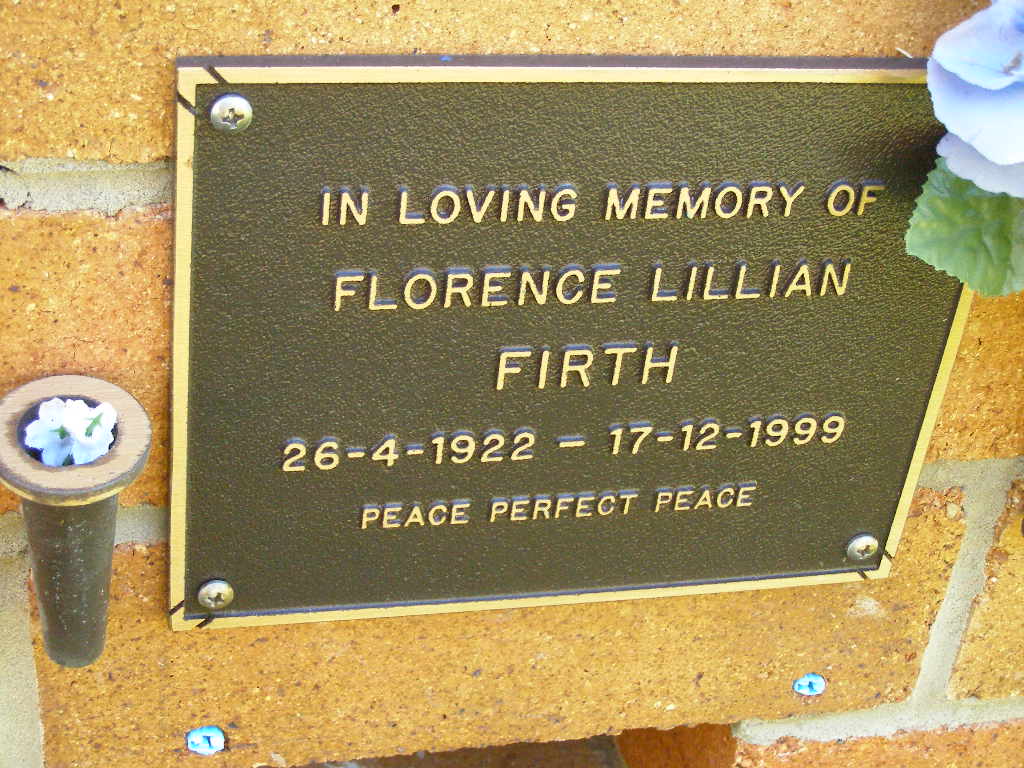 IN LOVING MEMORY OF
FLORENCE LILLIAN
FIRTH
26-4-1922 – 17-12-1999
PEACE PERFECT PEACE